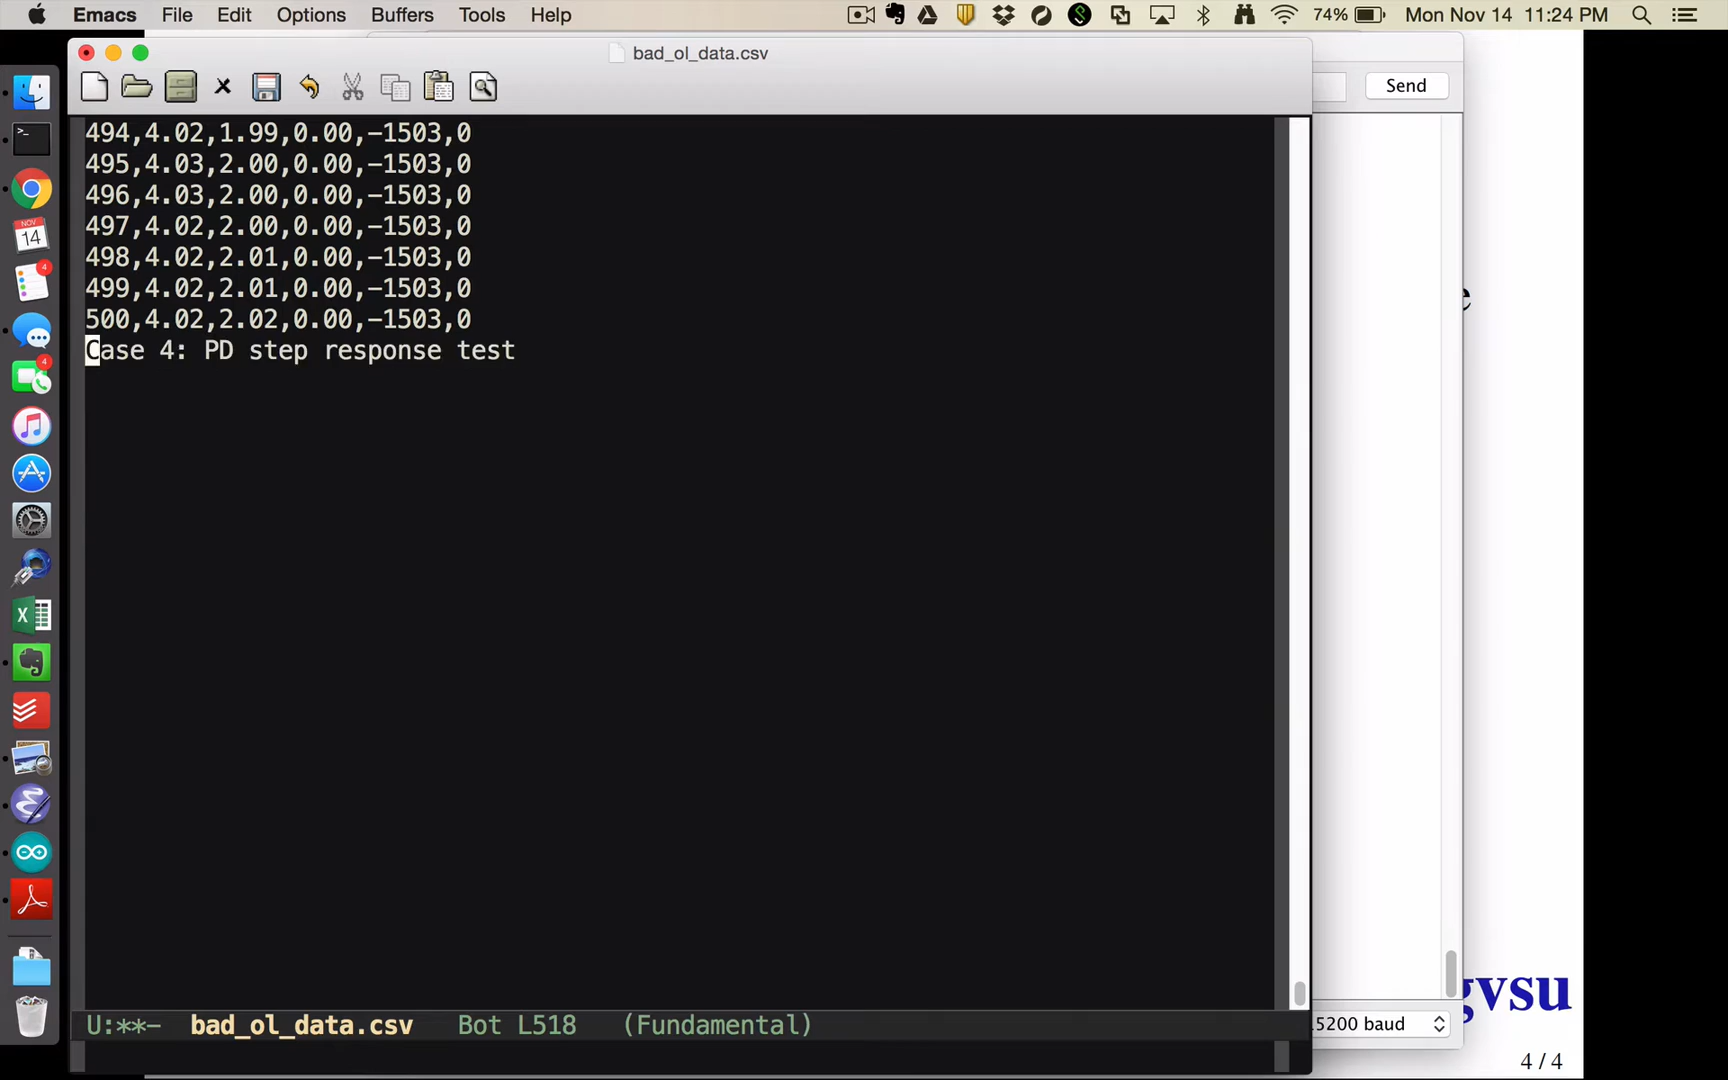 Emacs File Edit Options Buffers Tools Help 74% Mon Nov 14 11:24 PM
bad_ol_data.csv
Send
494,4.02,1.99,0.00,-1503,0
495,4.03,2.00,0.00,-1503,0
496,4.03,2.00,0.00,-1503,0
497,4.02,2.00,0.00,-1503,0
498,4.02,2.01,0.00,-1503,0
499,4.02,2.01,0.00,-1503,0
500,4.02,2.02,0.00,-1503,0
Case 4: PD step response test
NOV
14
4
4
U:**- bad_ol_data.csv Bot L518 (Fundamental)
5200 baud
gvsu
4 / 4